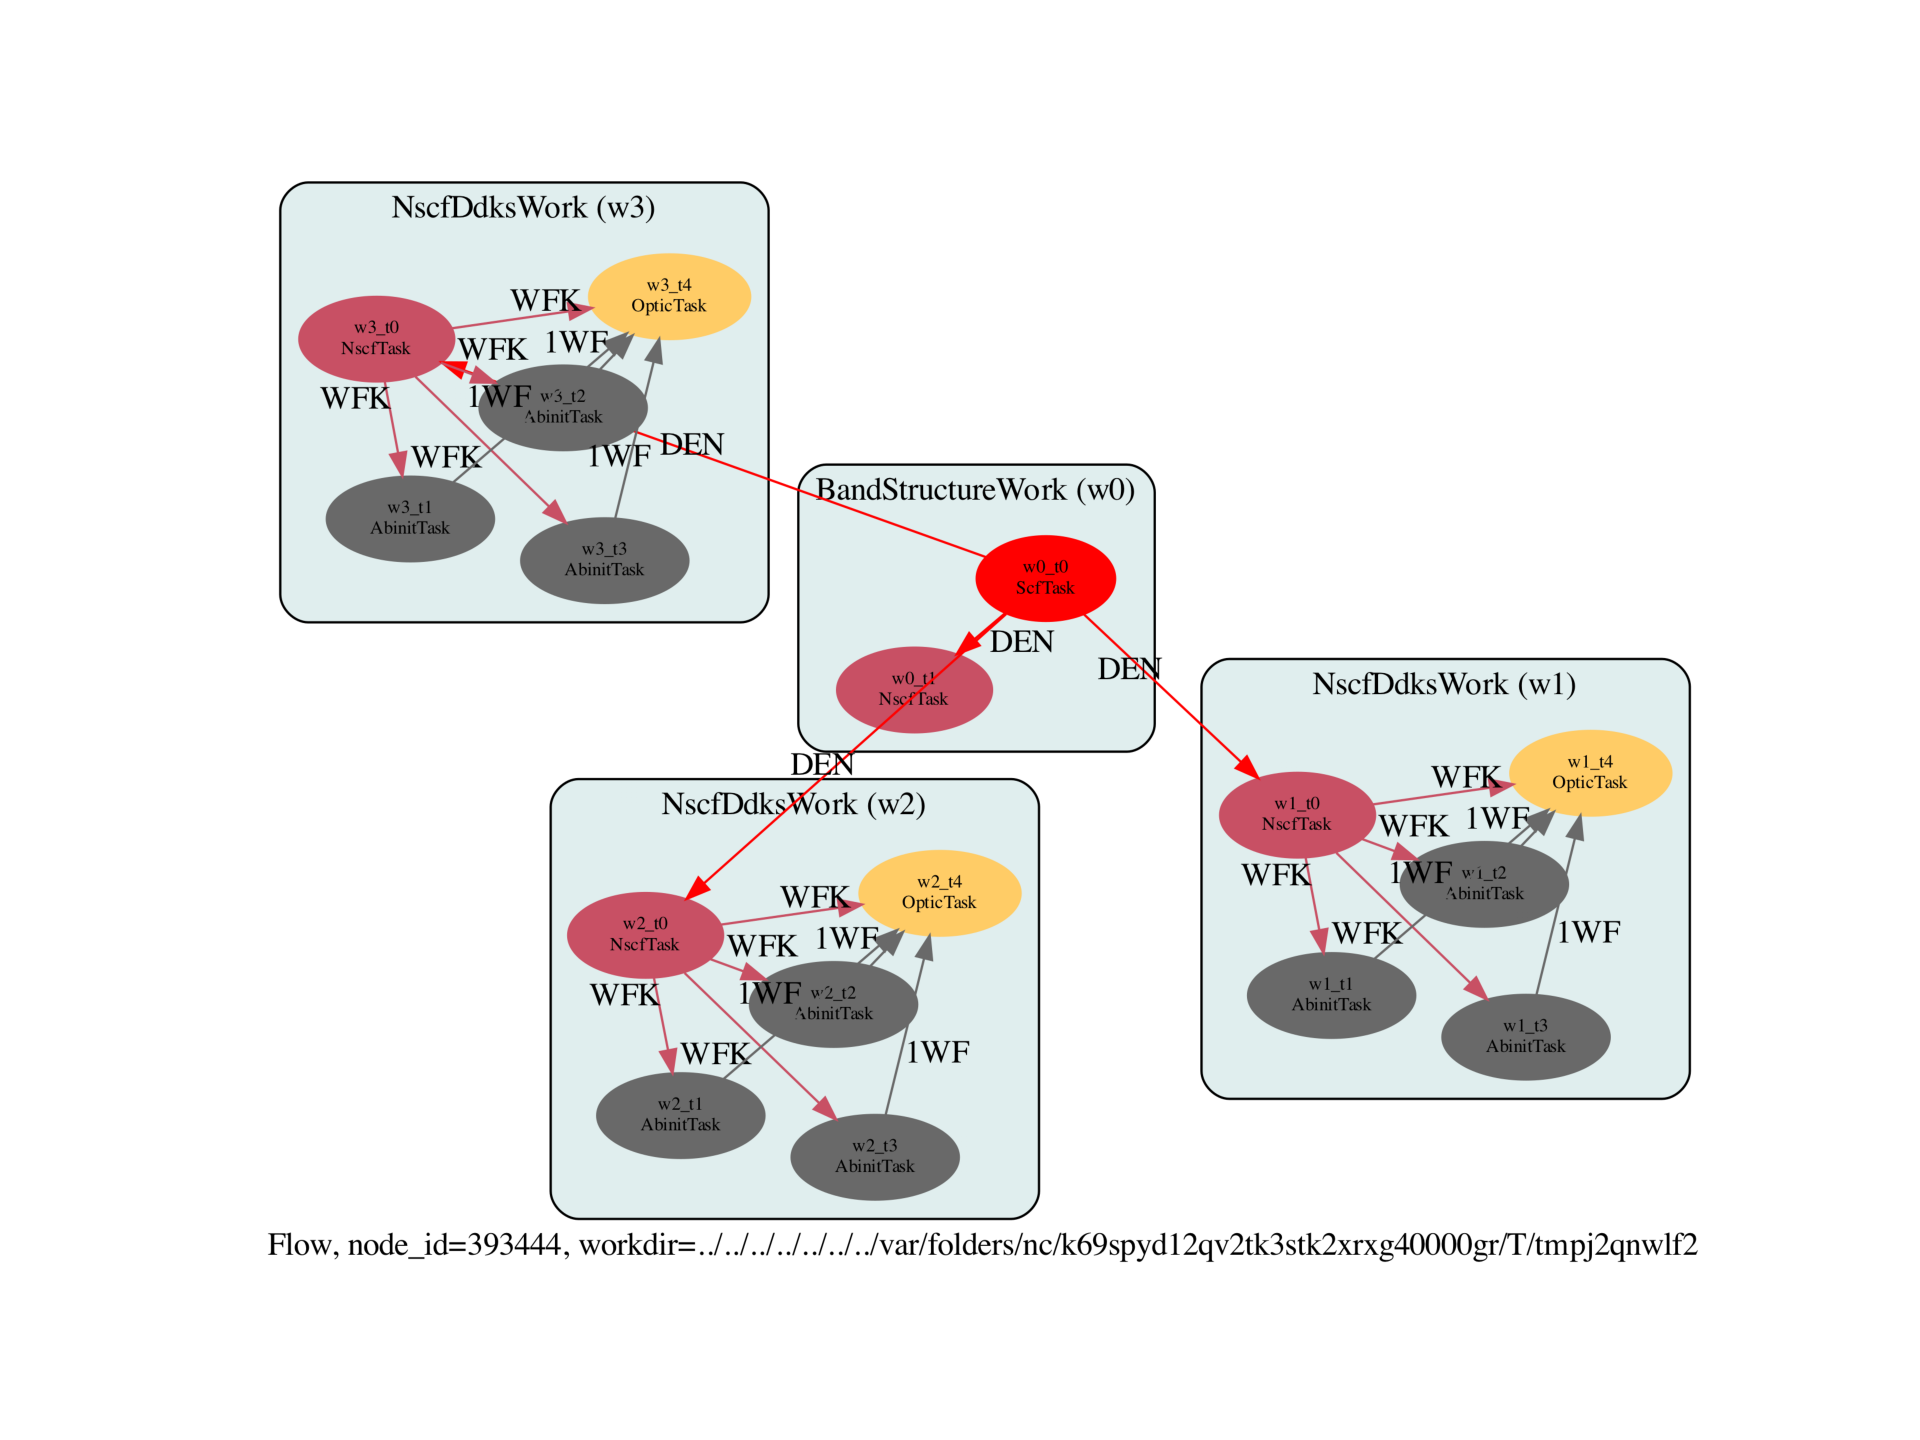 NscfDdksWork (w3)
w3_t4
OpticTask
WFK
w3_t0
NscfTask
1WF
WFK
WFK
1WF
w3_t2
AbinitTask
DEN
WFK
1WF
w3_t1
AbinitTask
w3_t3
AbinitTask
BandStructureWork (w0)
w0_t0
ScfTask
DEN
w0_t1
NscfTask
DEN
DEN
NscfDdksWork (w1)
w1_t4
OpticTask
WFK
w1_t0
NscfTask
1WF
WFK
WFK
1WF
w1_t2
AbinitTask
WFK
1WF
w1_t1
AbinitTask
w1_t3
AbinitTask
NscfDdksWork (w2)
w2_t4
OpticTask
WFK
w2_t0
NscfTask
1WF
WFK
WFK
1WF
w2_t2
AbinitTask
WFK
1WF
w2_t1
AbinitTask
w2_t3
AbinitTask
Flow, node_id=393444, workdir=../../../../../../../var/folders/nc/k69spyd12qv2tk3stk2xrxg40000gr/T/tmpj2qnwlf2